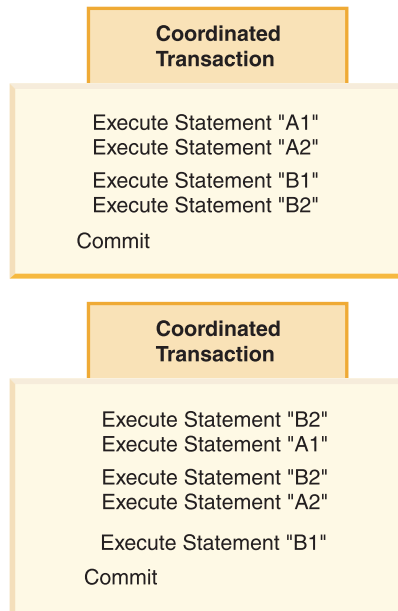 Coordinated
Transaction
Execute Statement "A1"
Execute Statement "A2"
Execute Statement "B1"
Execute Statement "B2"
Commit
Coordinated
Transaction
Execute Statement "B2"
Execute Statement "A1"
Execute Statement "B2"
Execute Statement "A2"
Execute Statement "B1"
Commit